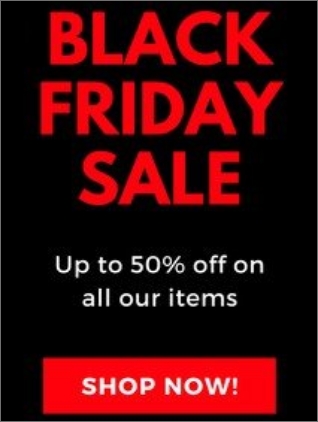 BLACK
FRIDAY
SALE
Up to 50% off on
all our items
SHOP NOW!